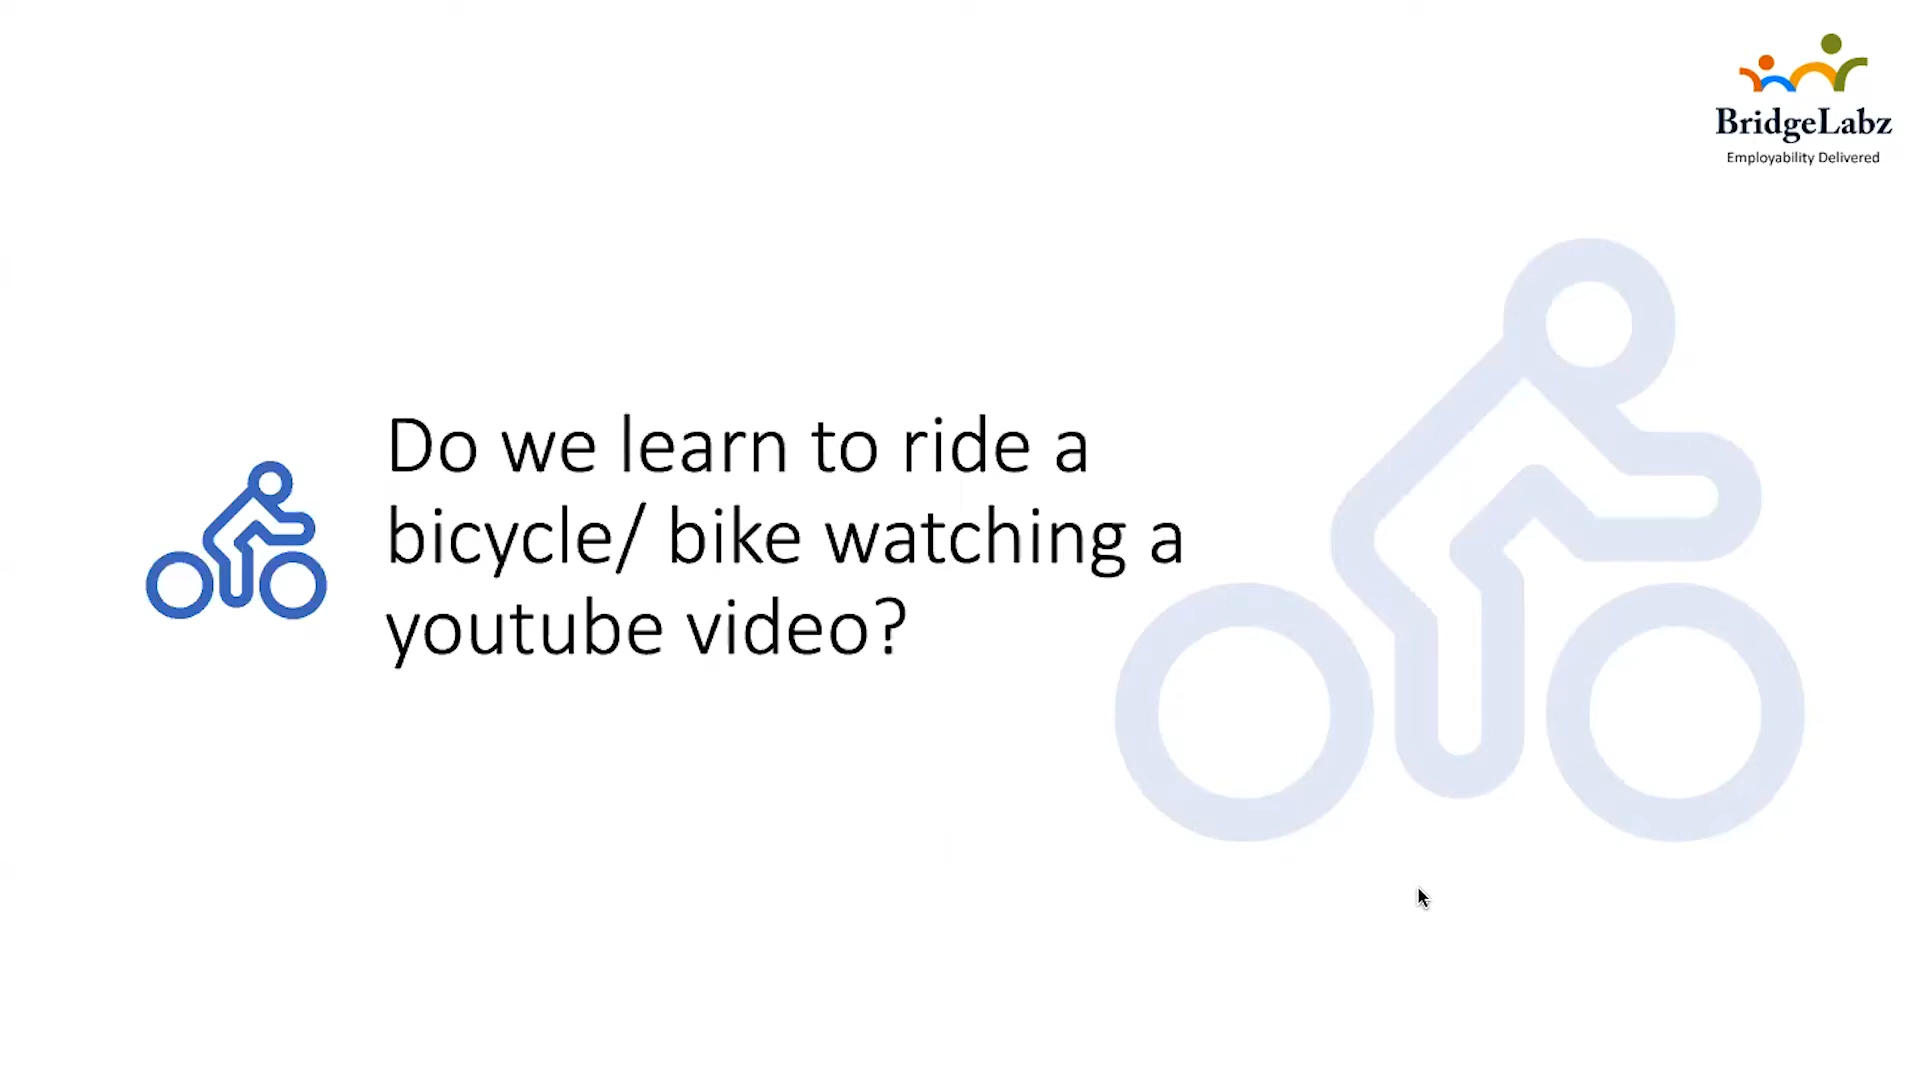 BridgeLabz
Employability Delivered
Do we learn to ride a
bicycle/ bike watching a
youtube video?